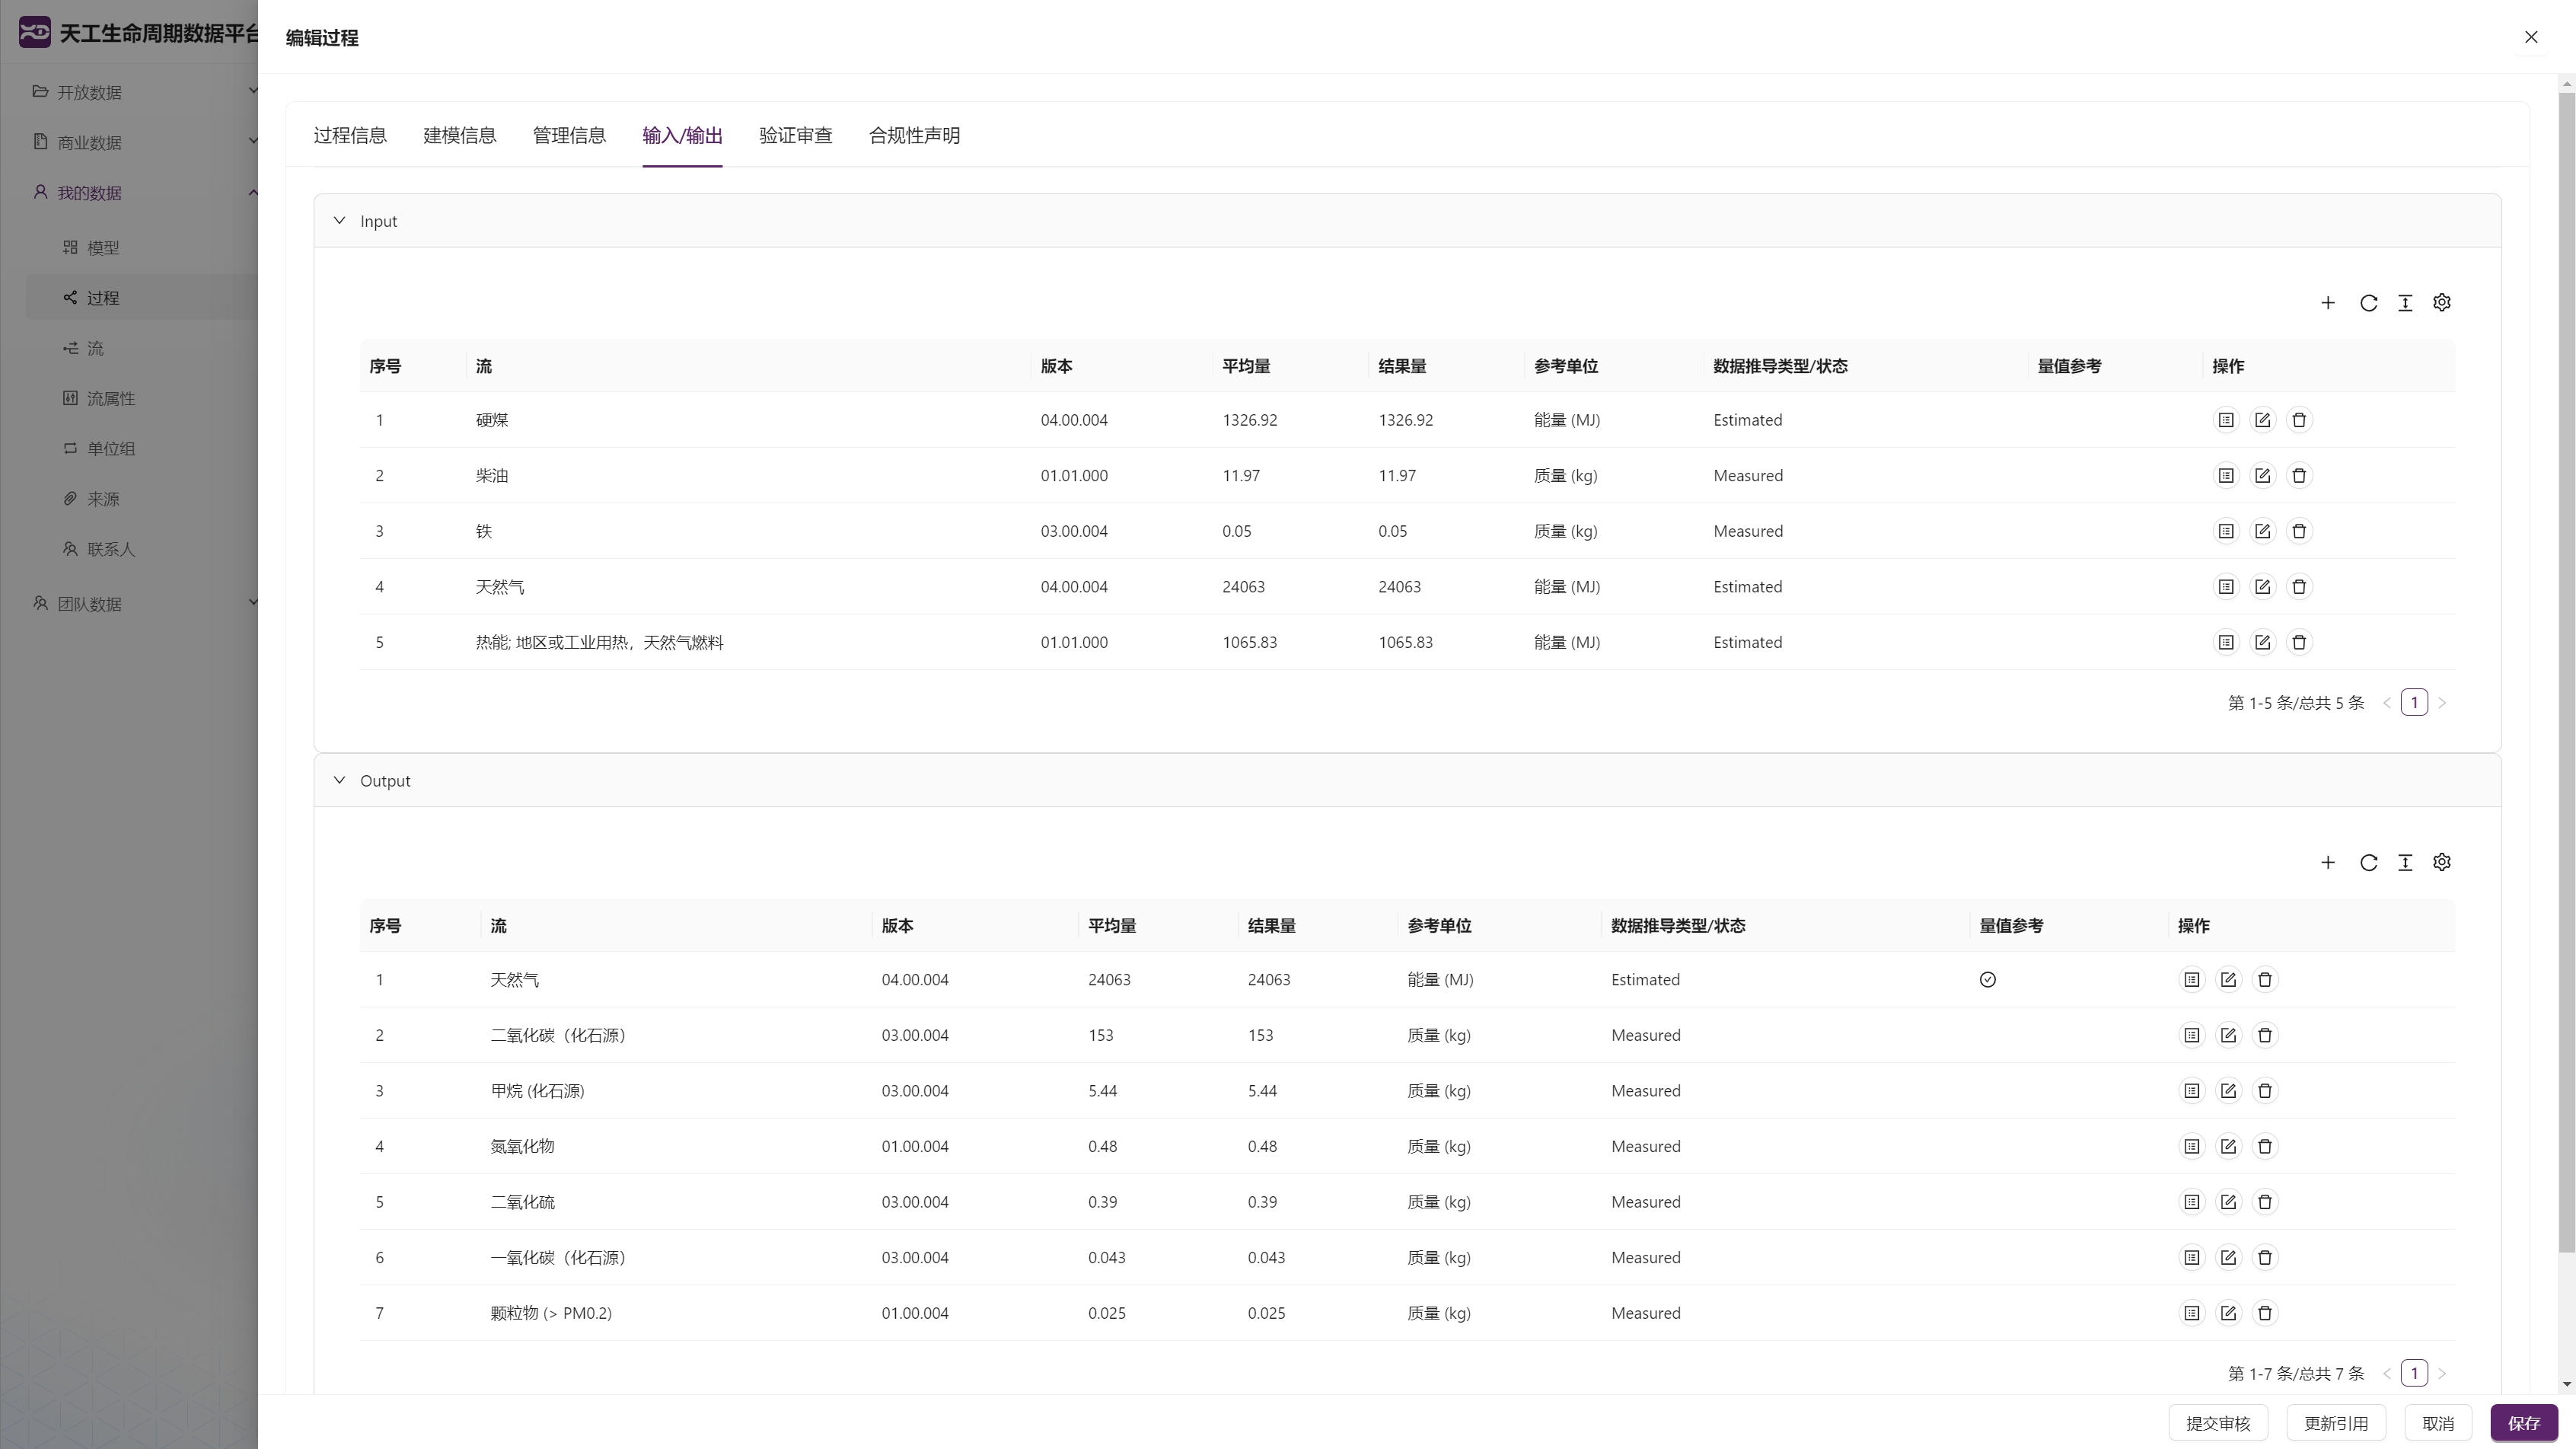 天工生命周期数据平台
开放数据
商业数据
我的数据
模型
过程
流
流属性
单位组
来源
联系人
团队数据
编辑过程
过程信息 建模信息 管理信息 输入/输出 验证审查 合规性声明
Input
序号 流 版本 平均量 结果量 参考单位 数据推导类型/状态 量值参考 操作
1 硬煤 04.00.004 1326.92 1326.92 能量 (MJ) Estimated
2 柴油 01.01.000 11.97 11.97 质量 (kg) Measured
3 铁 03.00.004 0.05 0.05 质量 (kg) Measured
4 天然气 04.00.004 24063 24063 能量 (MJ) Estimated
5 热能; 地区或工业用热，天然气燃料 01.01.000 1065.83 1065.83 能量 (MJ) Estimated
第 1-5 条/总共 5 条 < 1 >
Output
序号 流 版本 平均量 结果量 参考单位 数据推导类型/状态 量值参考 操作
1 天然气 04.00.004 24063 24063 能量 (MJ) Estimated
2 二氧化碳（化石源） 03.00.004 153 153 质量 (kg) Measured
3 甲烷 (化石源) 03.00.004 5.44 5.44 质量 (kg) Measured
4 氮氧化物 01.00.004 0.48 0.48 质量 (kg) Measured
5 二氧化硫 03.00.004 0.39 0.39 质量 (kg) Measured
6 一氧化碳（化石源） 03.00.004 0.043 0.043 质量 (kg) Measured
7 颗粒物 (> PM0.2) 01.00.004 0.025 0.025 质量 (kg) Measured
第 1-7 条/总共 7 条 < 1 >
提交审核 更新引用 取消 保存